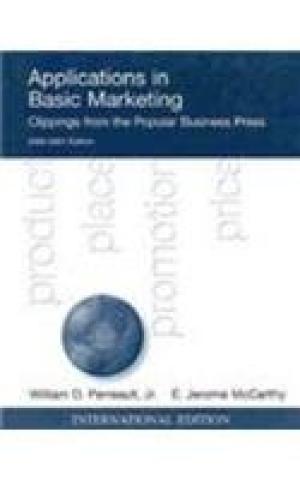 Applications in
Basic Marketing
Clippings from the Popular Business Press
Edition
product
place
promotion
price
William D. Perreault, Jr. E. Jerome McCarthy
INTERNATIONAL EDITION